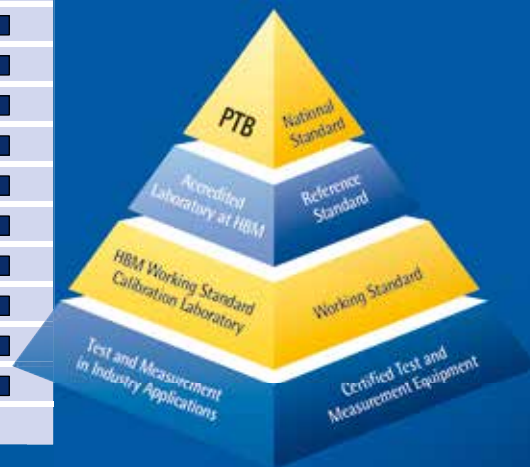 PTB
National
Standard
Accredited
Laboratory at HBM
Reference
Standard
HBM Working Standard
Calibration Laboratory
Working Standard
Test and Measurement
in Industry Applications
Certified Test and
Measurement Equipment